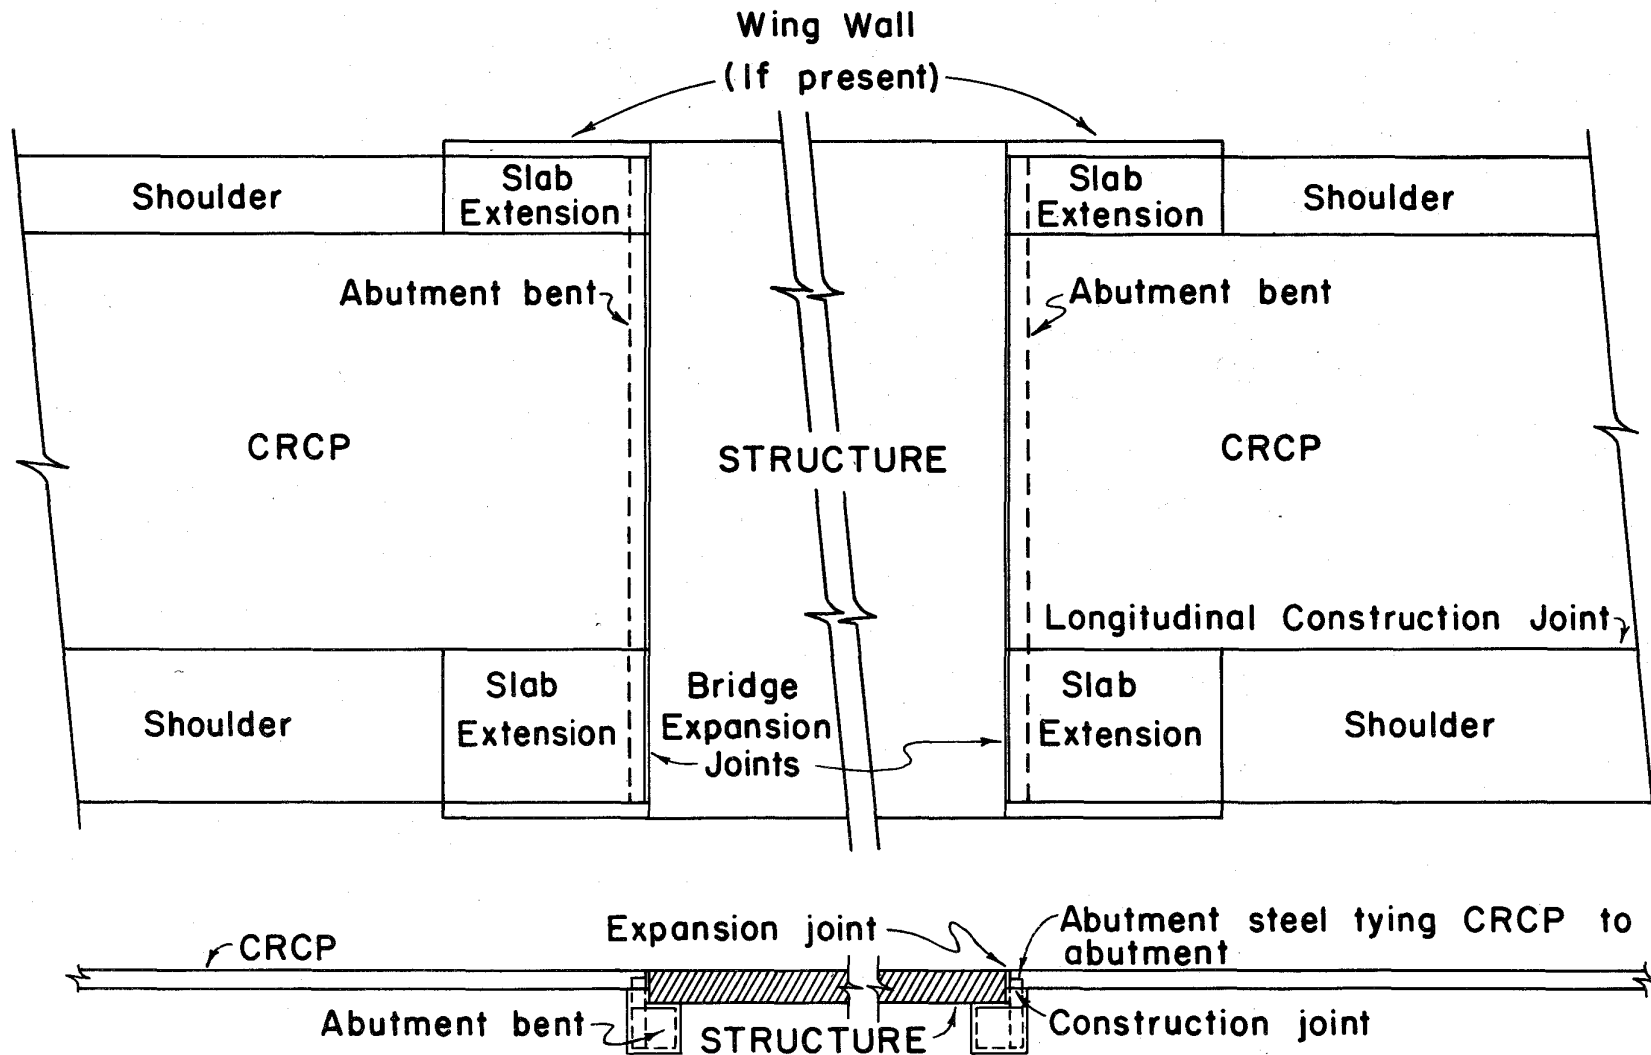 Wing Wall
(If present)
Shoulder
Slab
Extension
Slab
Extension
Shoulder
Abutment bent
Abutment bent
CRCP
STRUCTURE
CRCP
Longitudinal Construction Joint
Shoulder
Slab
Extension
Bridge
Expansion
Joints
Slab
Extension
Shoulder
CRCP
Expansion joint
Abutment steel tying CRCP to
abutment
Abutment bent
STRUCTURE
Construction joint